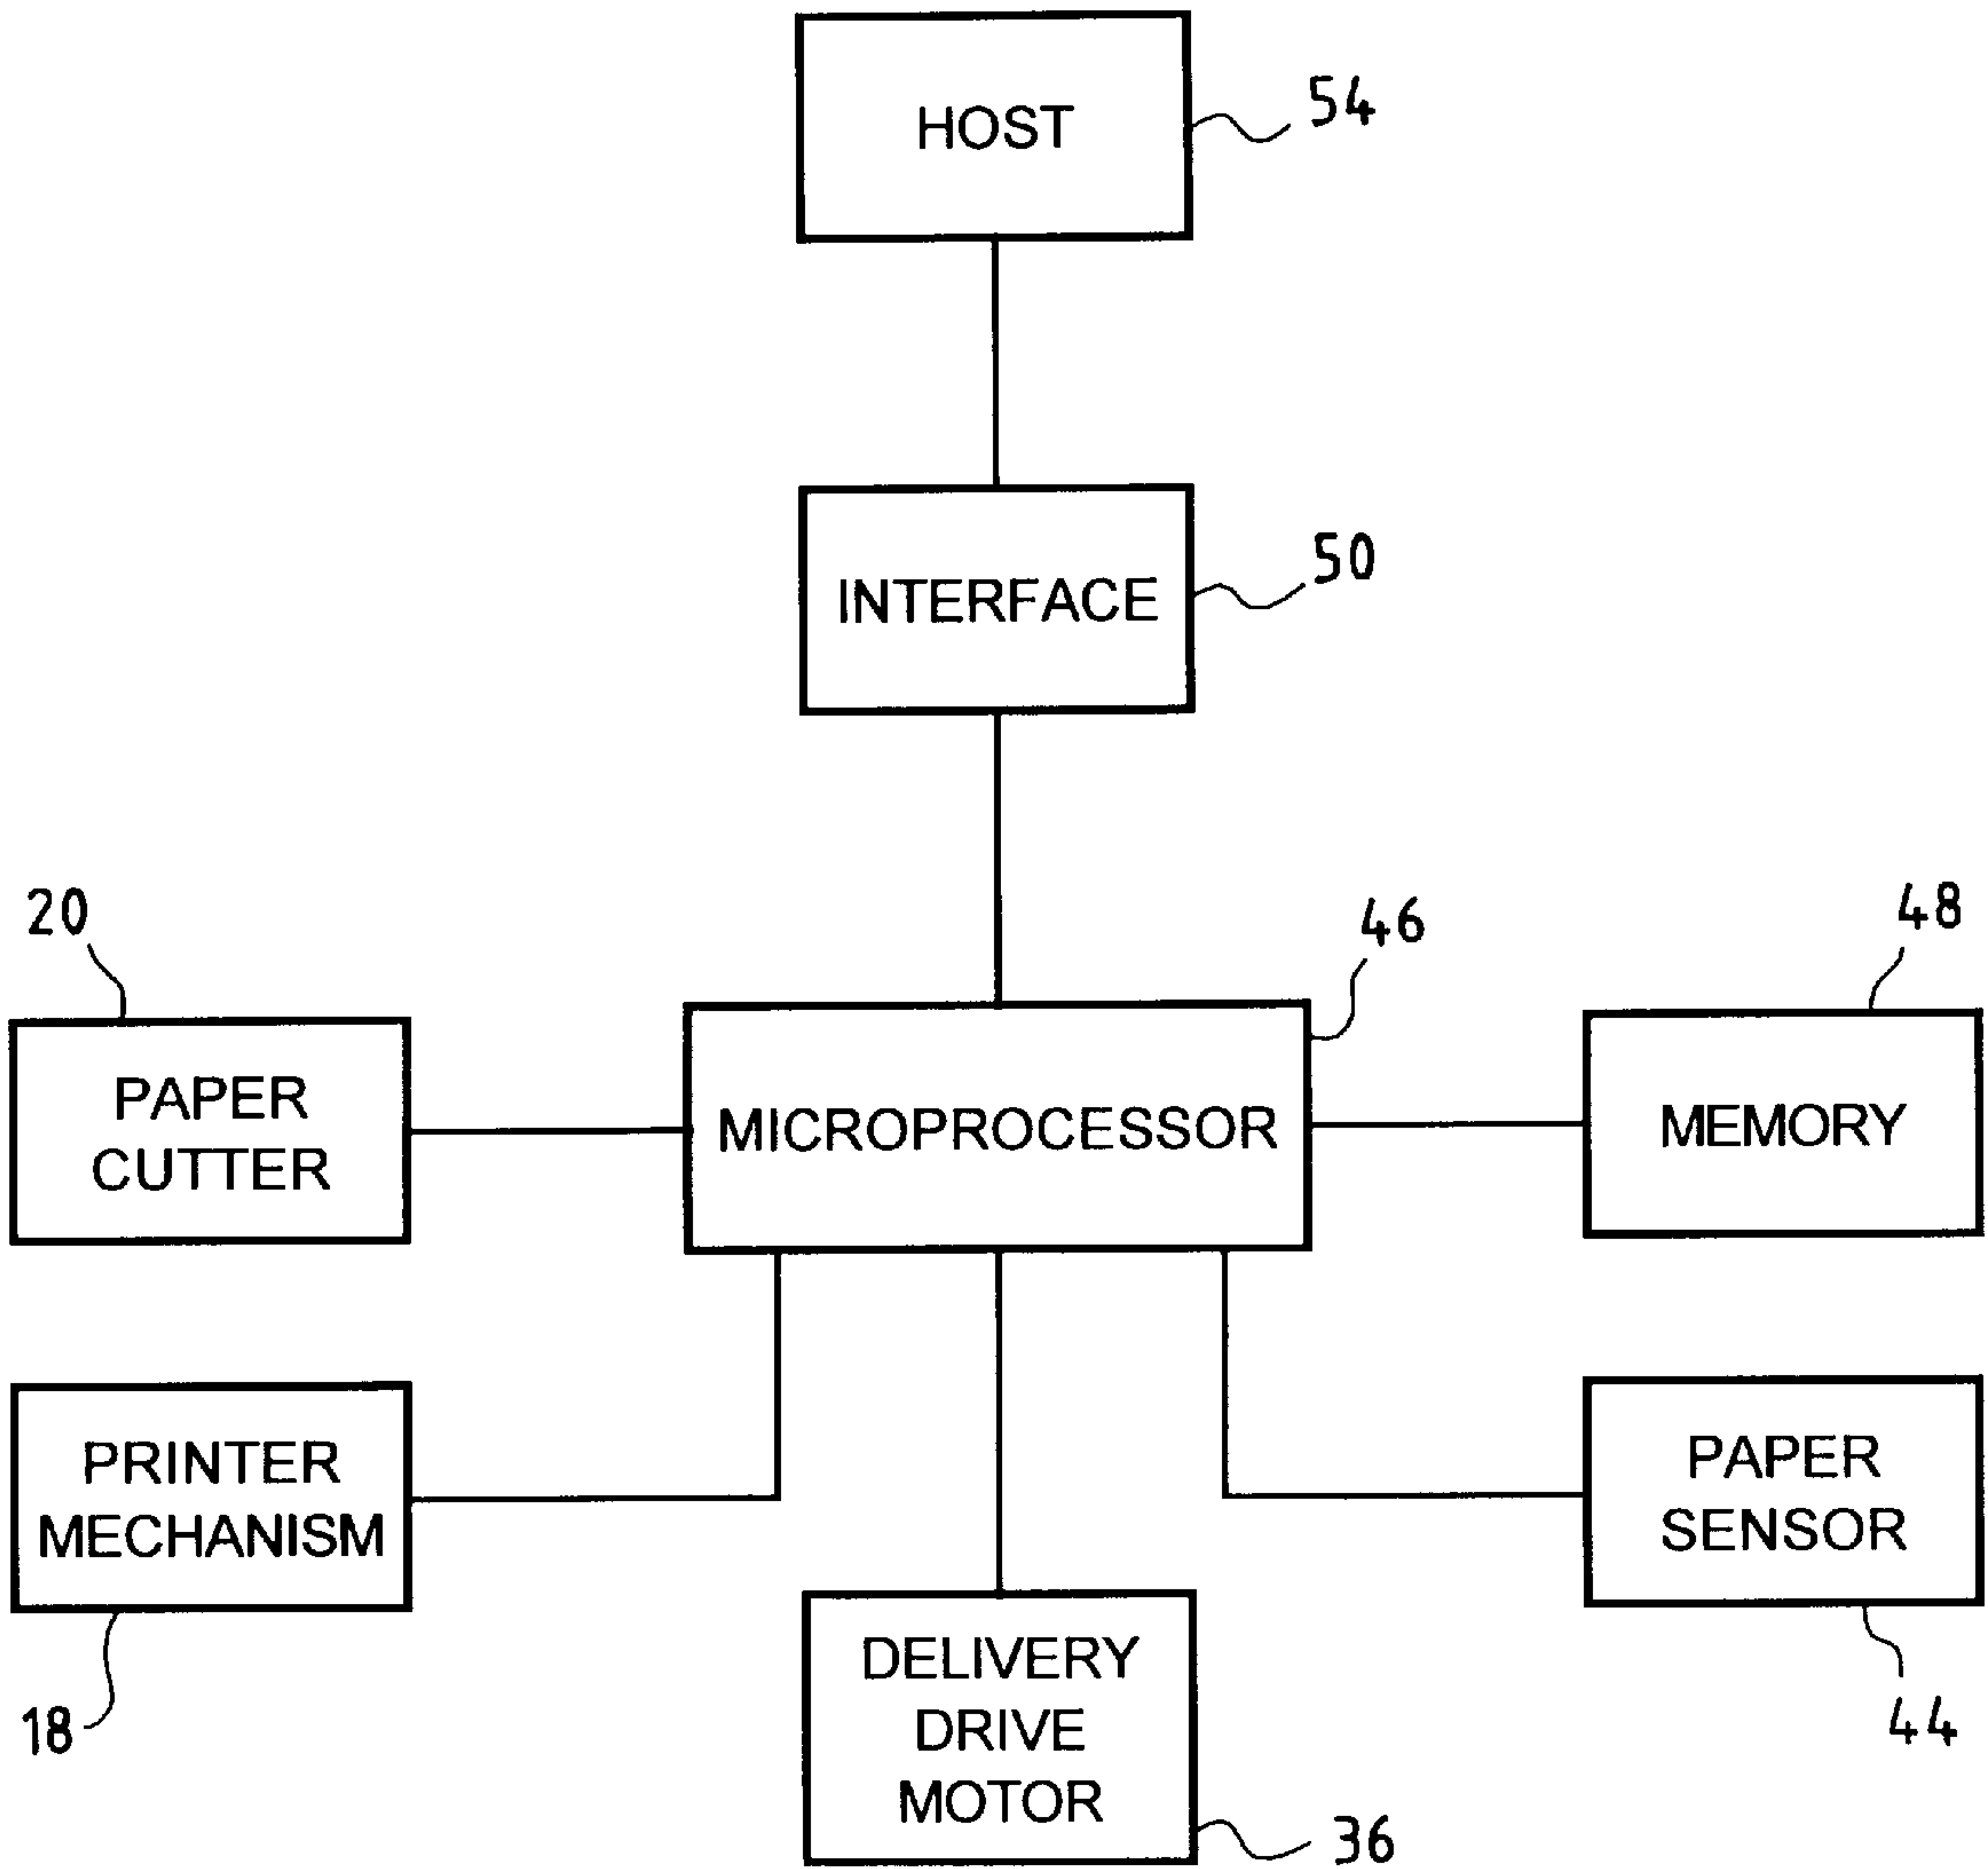 HOST
54
INTERFACE
50
20
46
48
PAPER
CUTTER
MICROPROCESSOR
MEMORY
PRINTER
MECHANISM
PAPER
SENSOR
18
DELIVERY
DRIVE
MOTOR
44
36